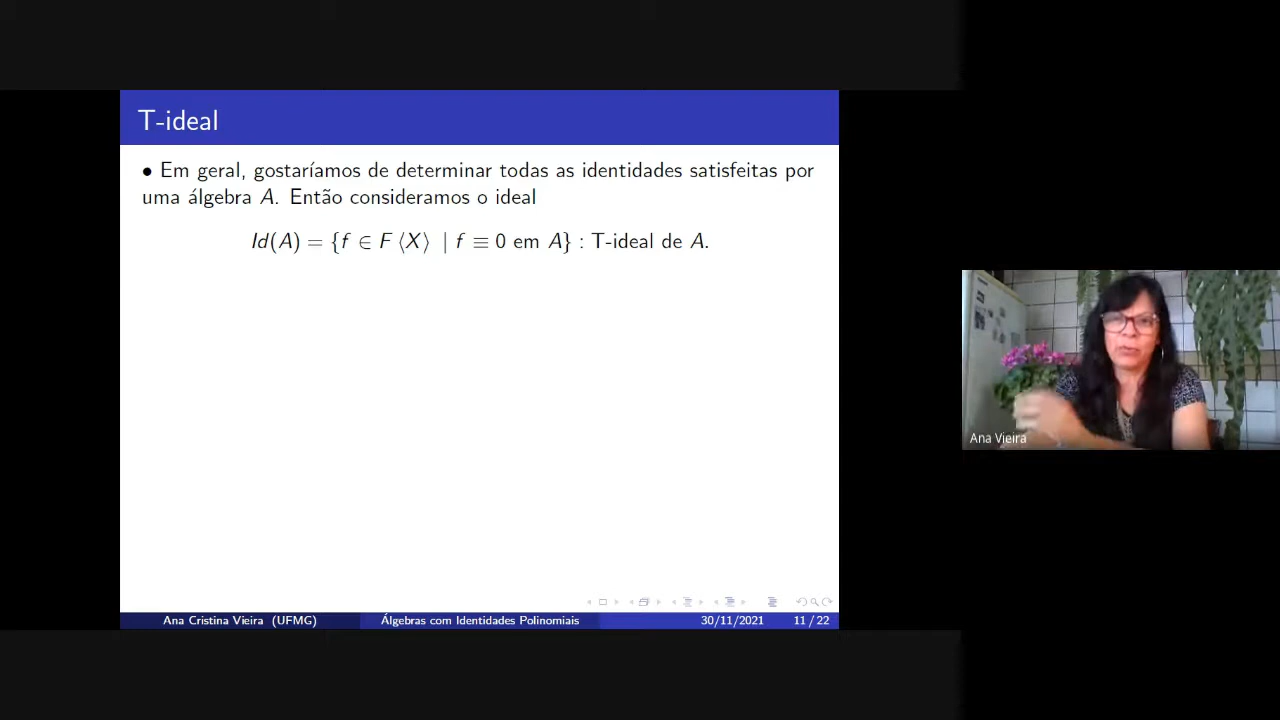 T-ideal
• Em geral, gostaríamos de determinar todas as identidades satisfeitas por
uma álgebra A. Então consideramos o ideal
Id(A) = {f ∈ F ⟨X⟩ | f ≡ 0 em A} : T-ideal de A.
Ana Vieira
Ana Cristina Vieira (UFMG) Álgebras com Identidades Polinomiais 30/11/2021 11 / 22